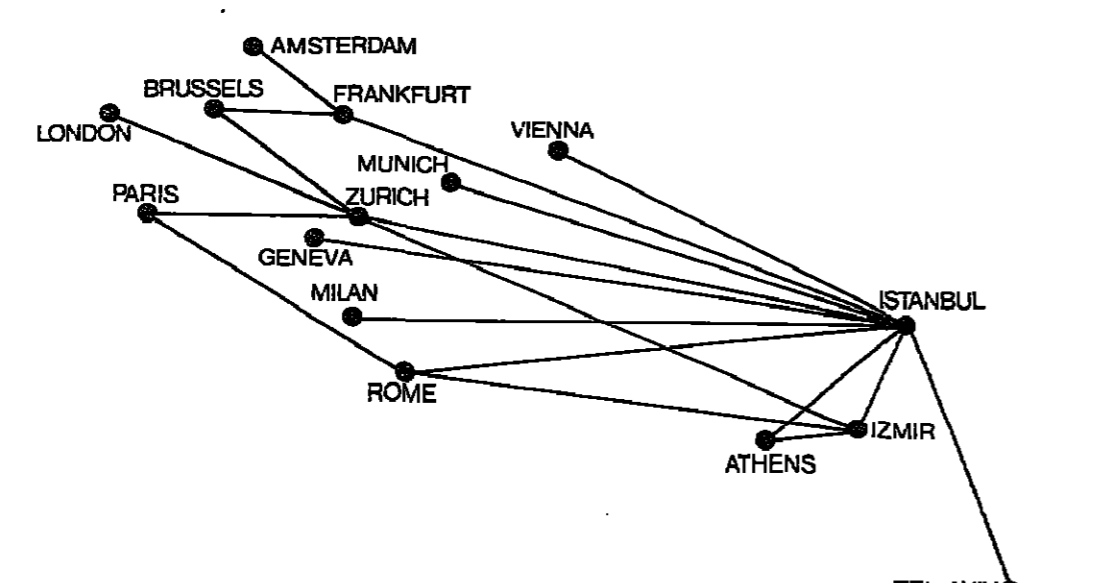 AMSTERDAM
BRUSSELS
FRANKFURT
LONDON
VIENNA
MUNICH
PARIS
ZURICH
GENEVA
MILAN
ISTANBUL
ROME
IZMIR
ATHENS